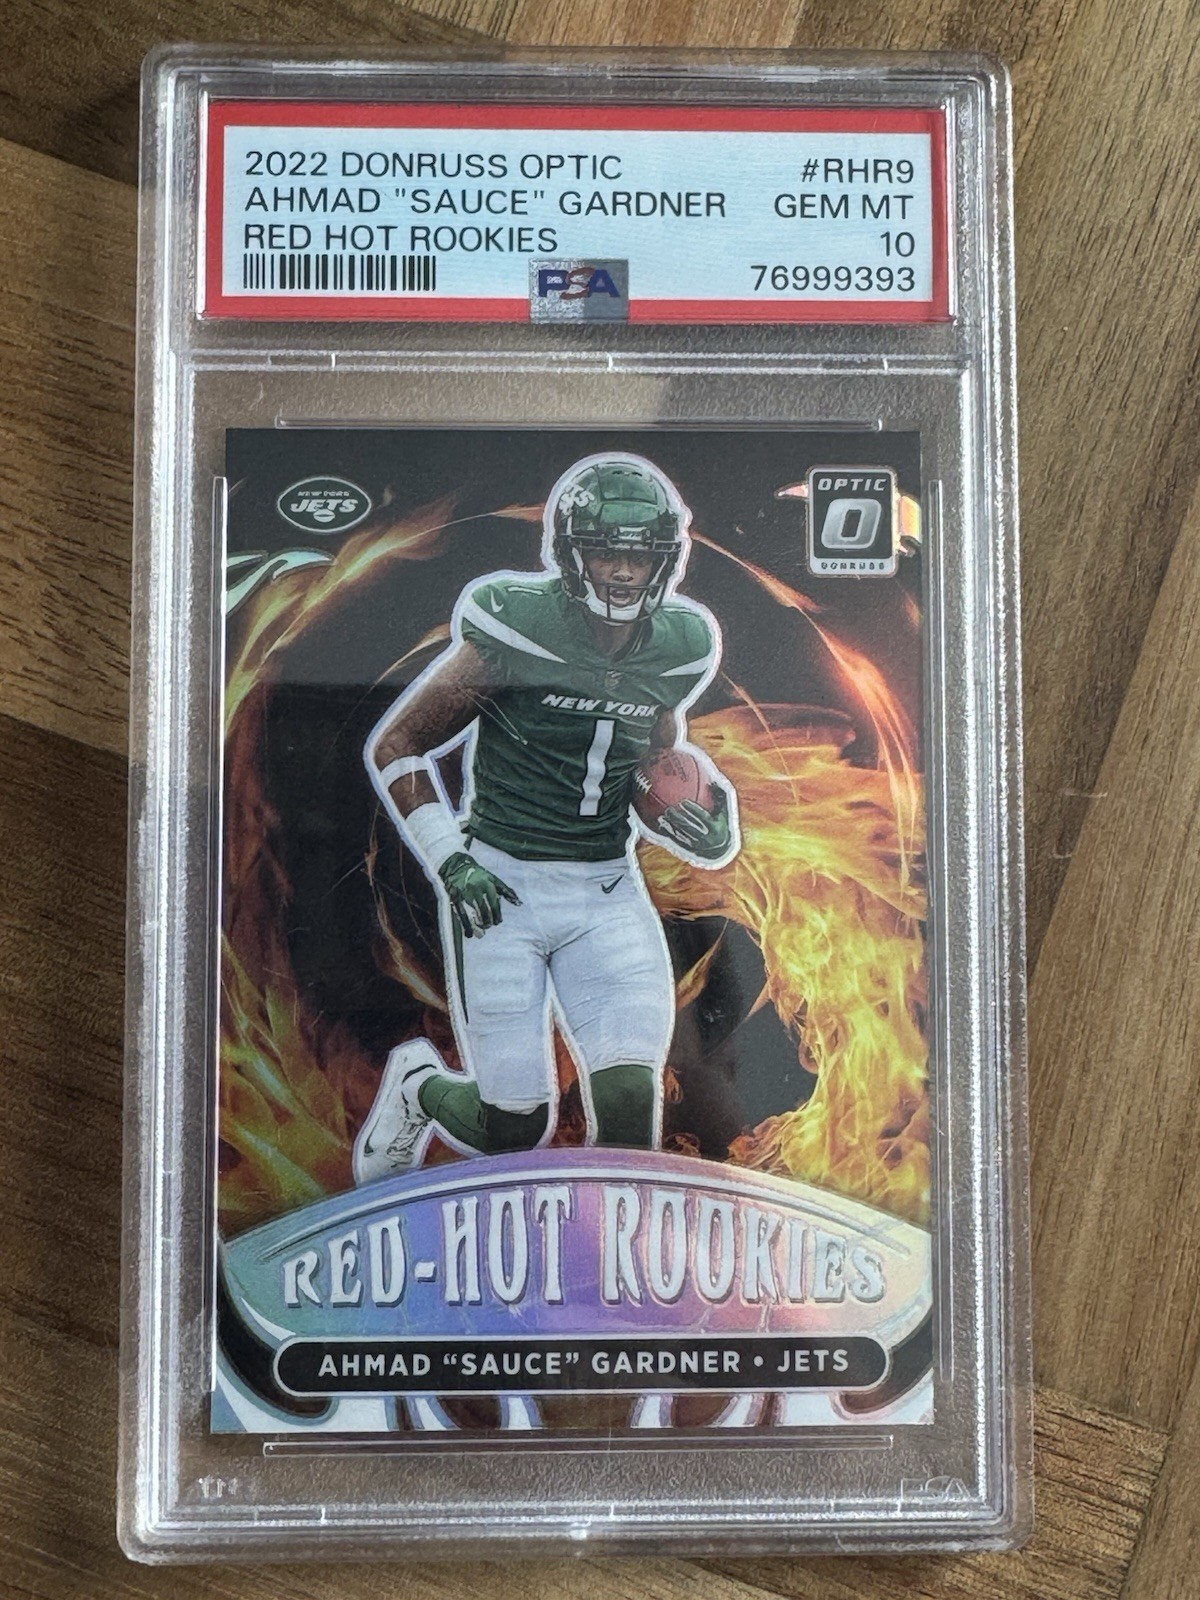 2022 DONRUSS OPTIC #RHR9
AHMAD "SAUCE" GARDNER GEM MT
RED HOT ROOKIES 10
PSA 76999393
NEW YORK
JETS
OPTIC
O
DONRUSS
NEW YORK
1
RED-HOT ROOKIES
AHMAD “SAUCE” GARDNER • JETS
PSA